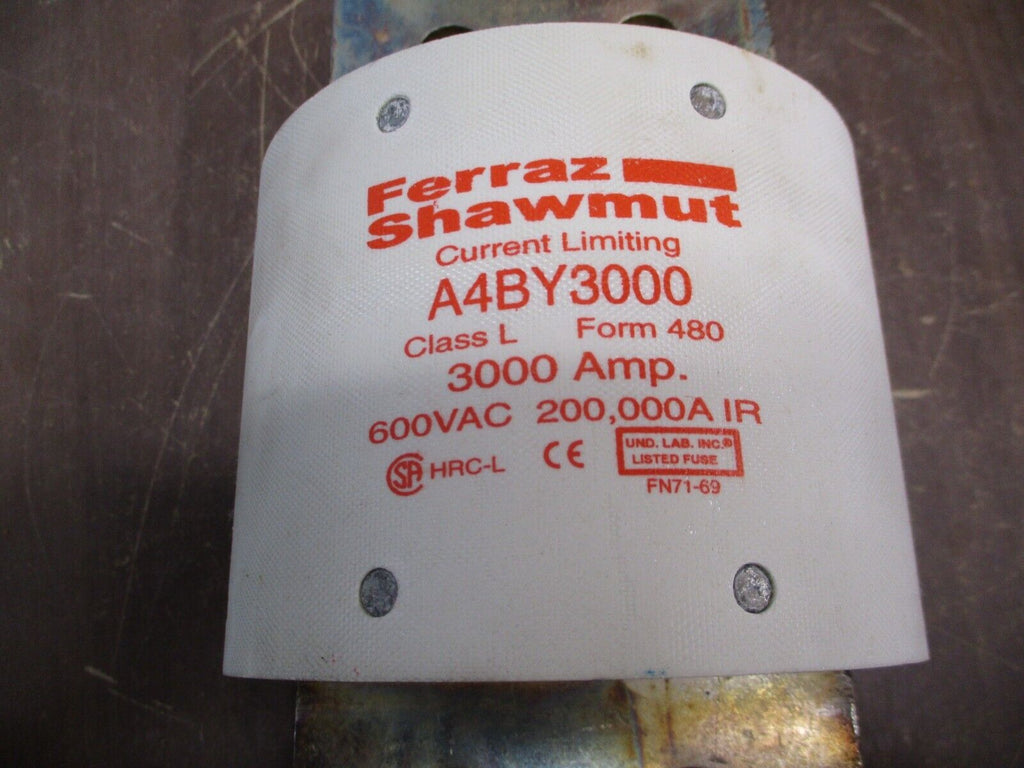 Ferraz
Shawmut
Current Limiting
A4BY3000
Class L Form 480
3000 Amp.
600VAC 200,000A IR
SA HRC-L CE UND. LAB. INC.®
LISTED FUSE
FN71-69